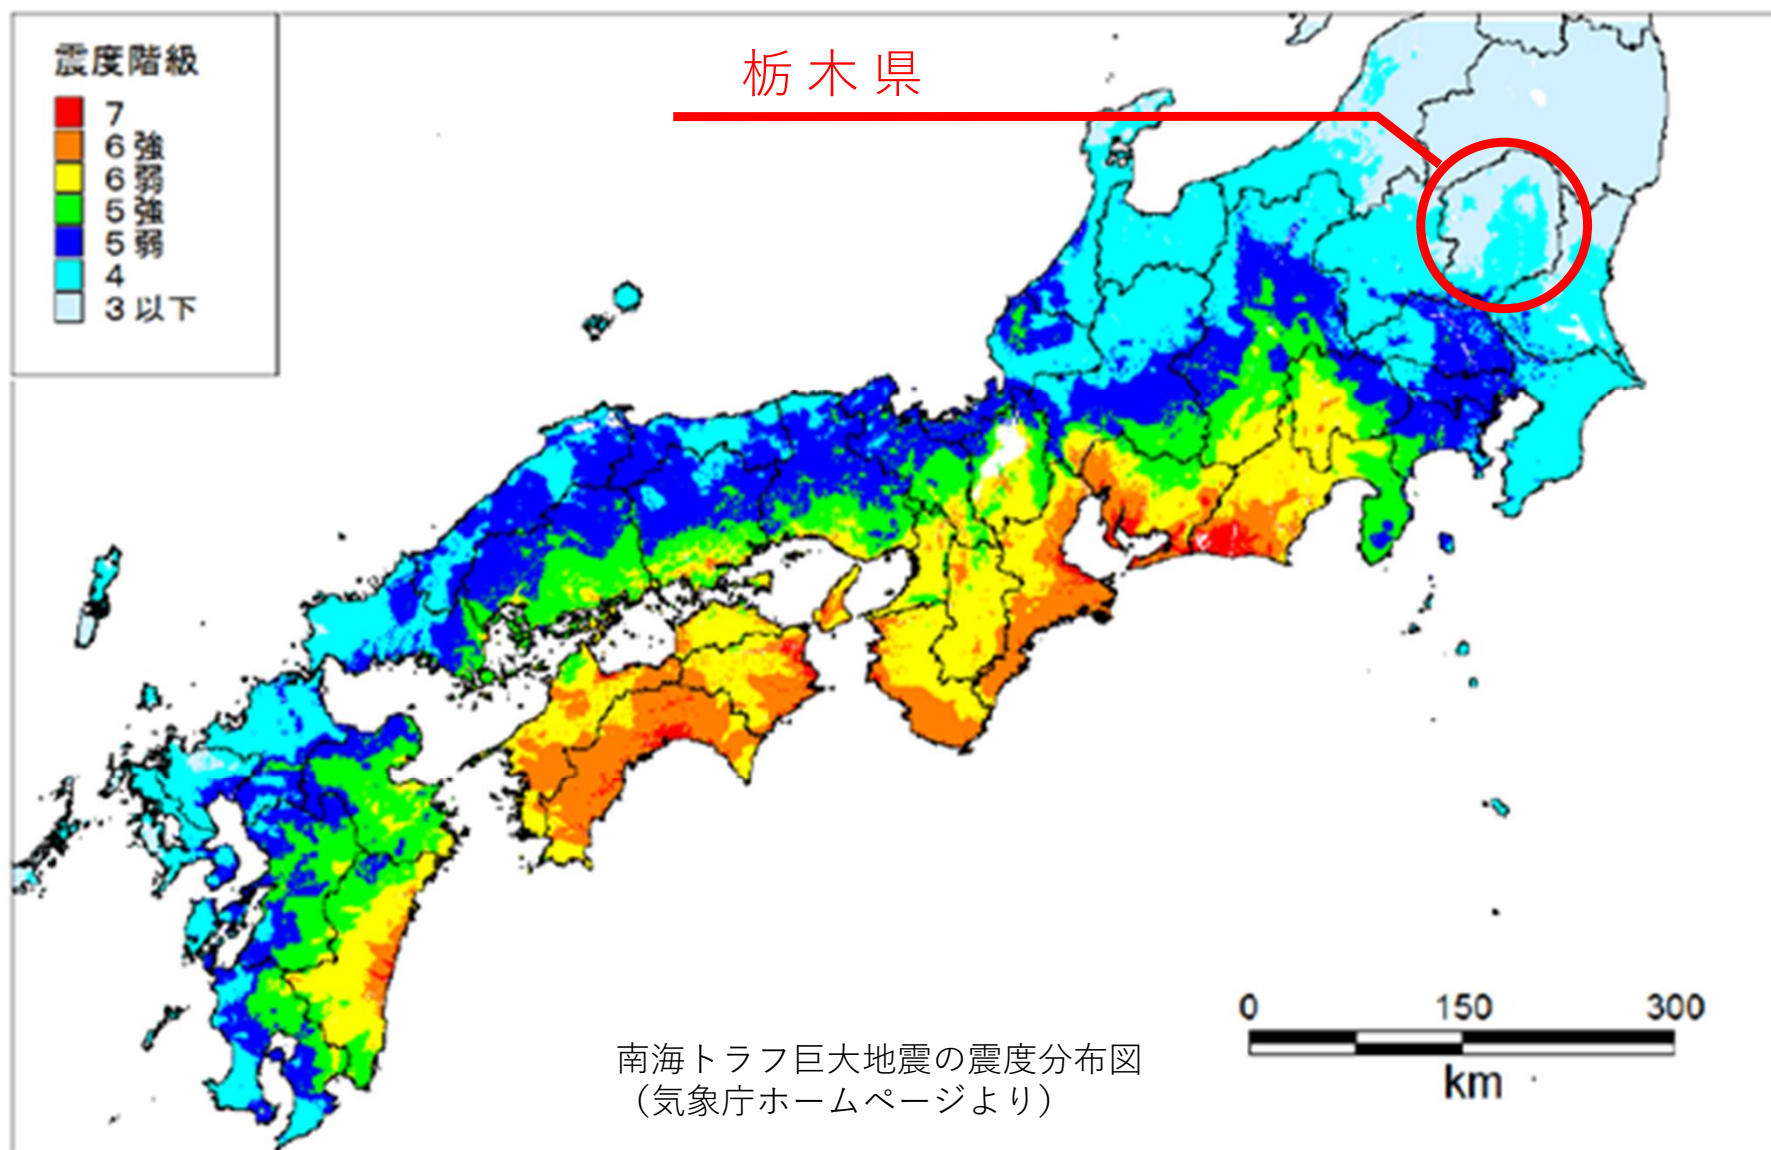 震度階級
7
6強
6弱
5強
5弱
4
3以下
栃木県
南海トラフ巨大地震の震度分布図
（気象庁ホームページより）
0 150 300
km